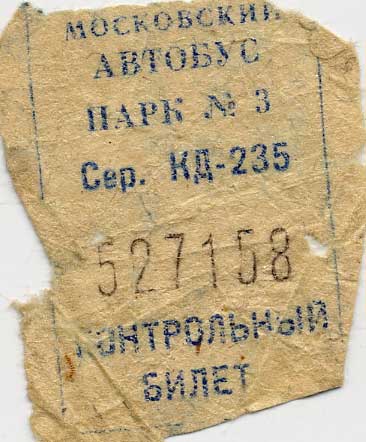 МОСКОВСКИЙ
АВТОБУС
ПАРК № 3
Сер. КД-235
527158
КОНТРОЛЬНЫЙ
БИЛЕТ